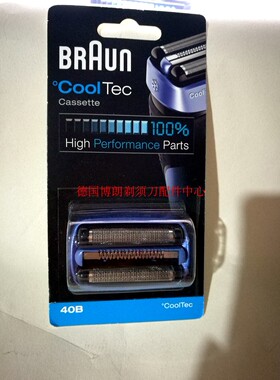 BRAUN
°CoolTec
Cassette
100%
High Performance Parts
德国博朗剃须刀配件中心
40B
°CoolTec
Cool